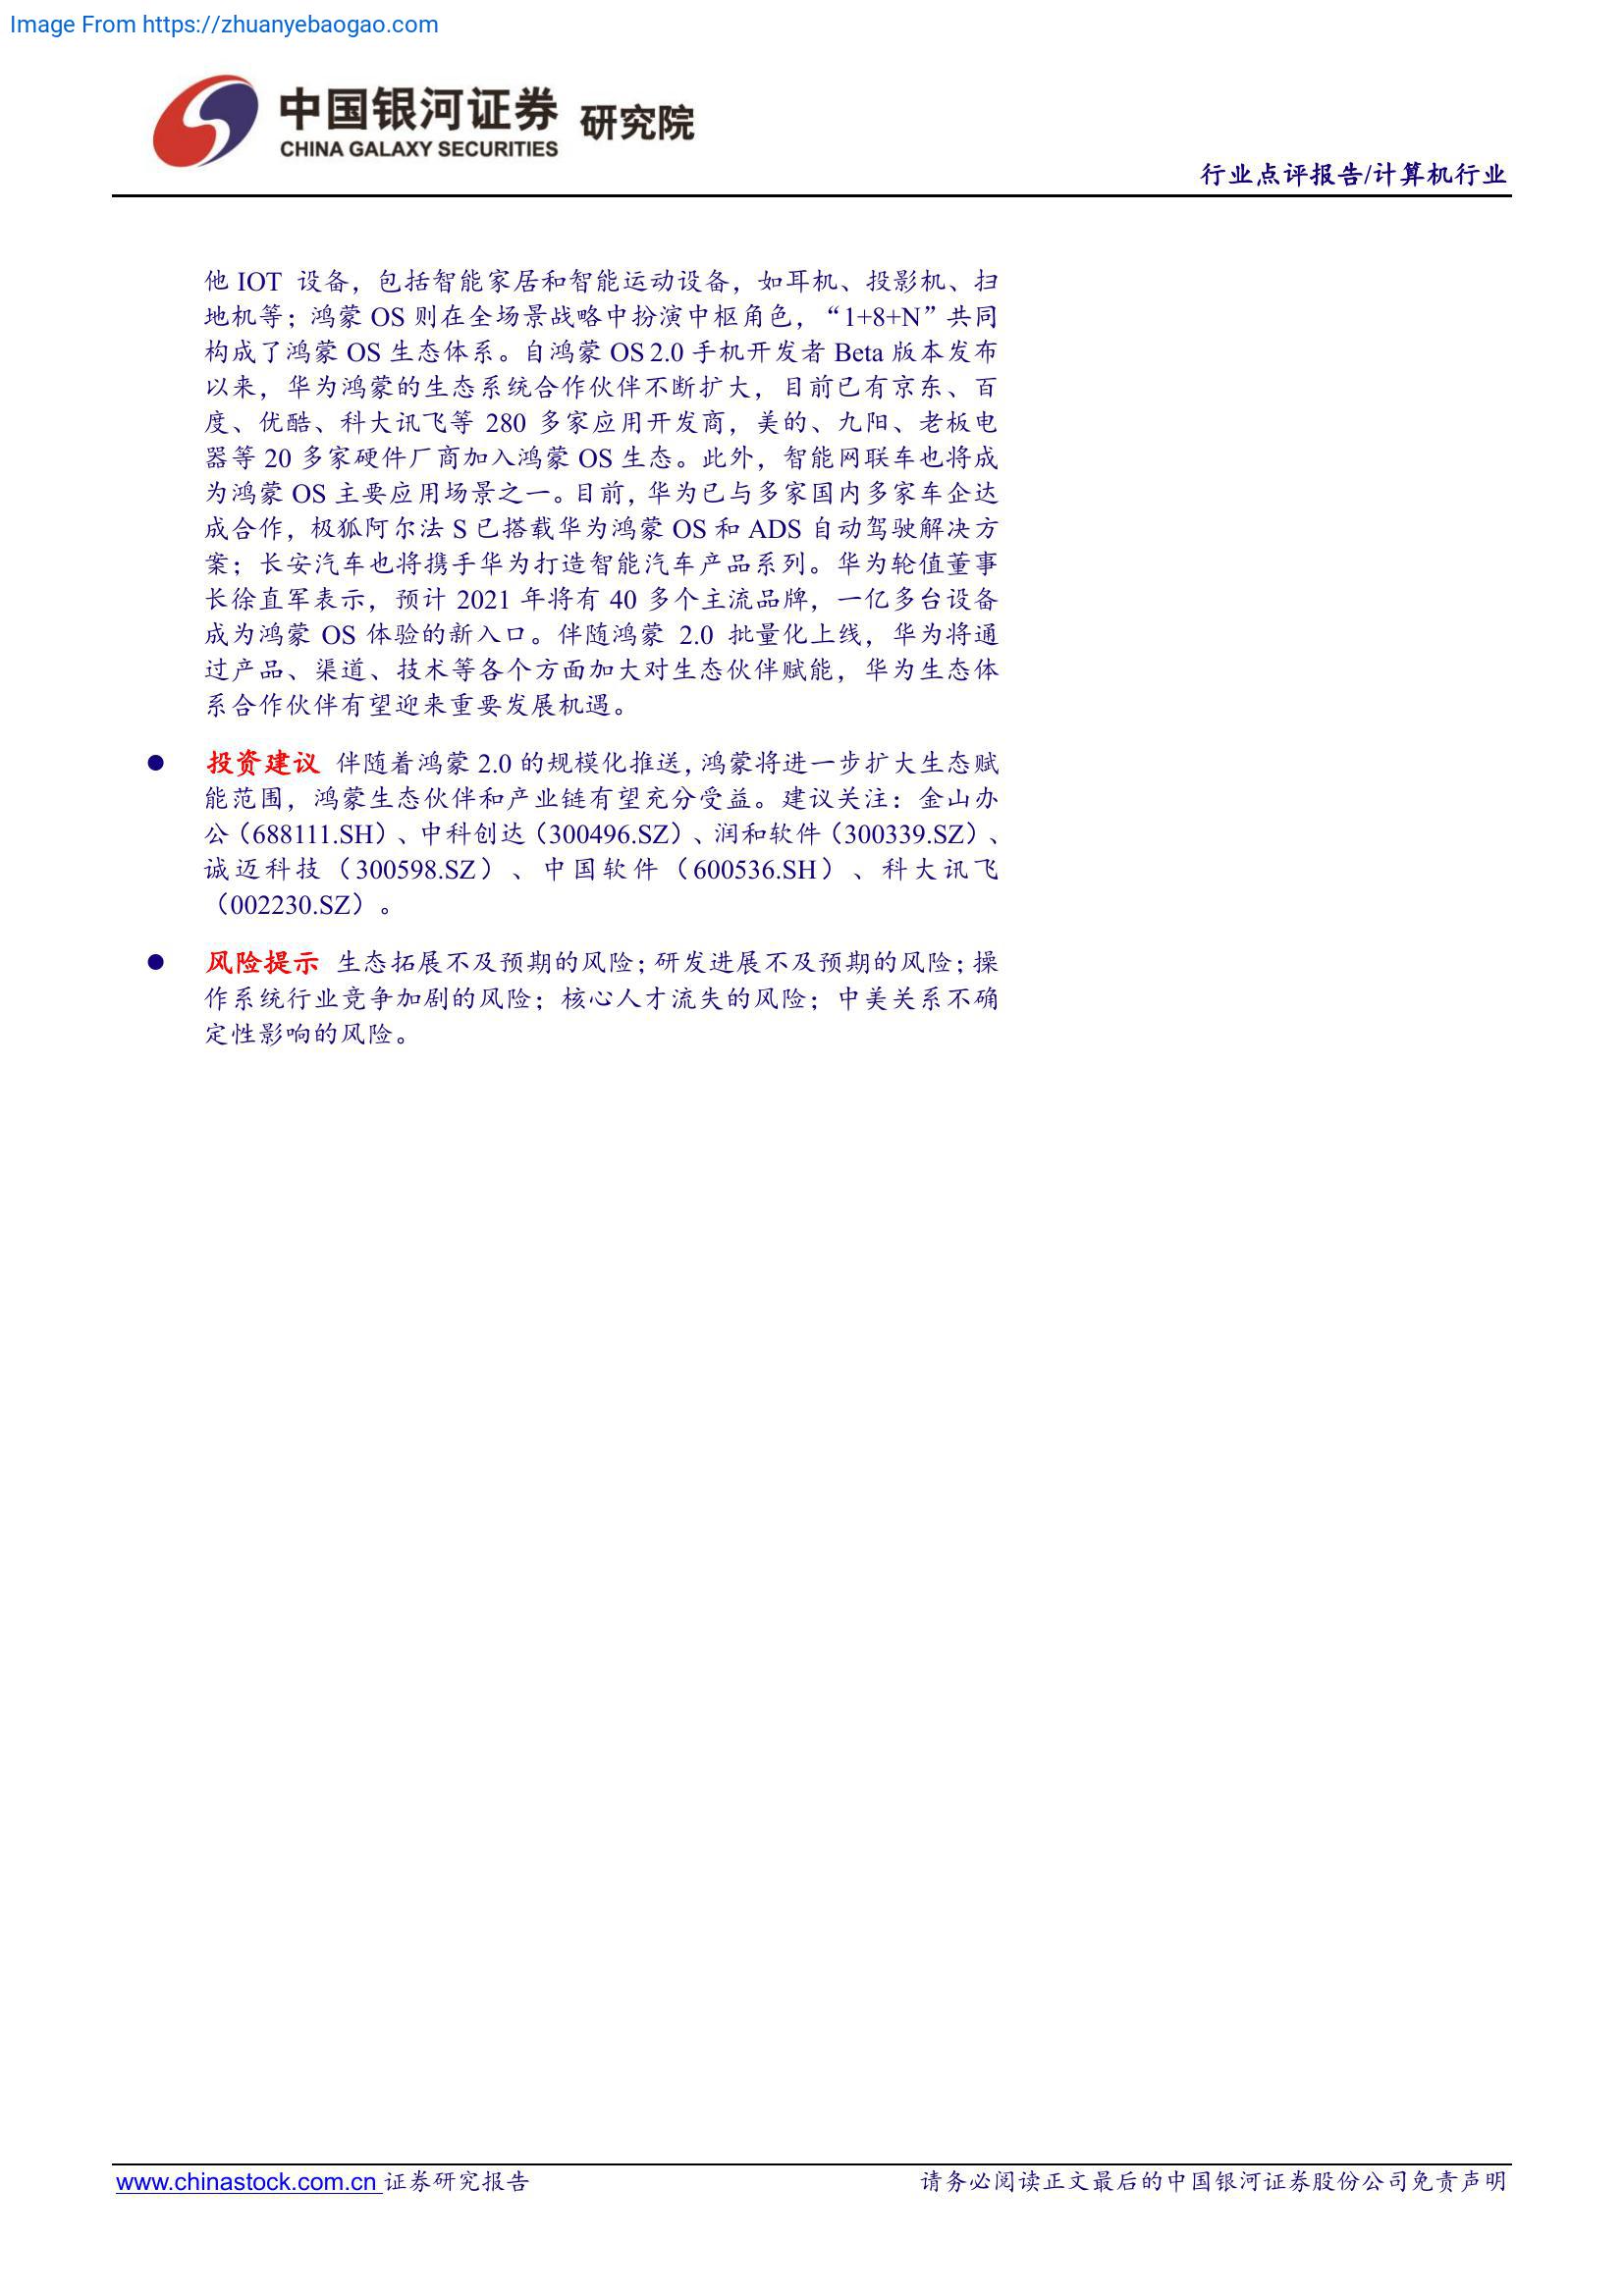 Image From https://zhuanyebaogao.com
中国银河证券 研究院
CHINA GALAXY SECURITIES
行业点评报告/计算机行业
他 IOT 设备，包括智能家居和智能运动设备，如耳机、投影机、扫
地机等；鸿蒙 OS 则在全场景战略中扮演中枢角色，“1+8+N”共同
构成了鸿蒙 OS 生态体系。自鸿蒙 OS 2.0 手机开发者 Beta 版本发布
以来，华为鸿蒙的生态系统合作伙伴不断扩大，目前已有京东、百
度、优酷、科大讯飞等 280 多家应用开发商，美的、九阳、老板电
器等 20 多家硬件厂商加入鸿蒙 OS 生态。此外，智能网联车也将成
为鸿蒙 OS 主要应用场景之一。目前，华为已与多家国内多家车企达
成合作，极狐阿尔法 S 已搭载华为鸿蒙 OS 和 ADS 自动驾驶解决方
案；长安汽车也将携手华为打造智能汽车产品系列。华为轮值董事
长徐直军表示，预计 2021 年将有 40 多个主流品牌，一亿多台设备
成为鸿蒙 OS 体验的新入口。伴随鸿蒙 2.0 批量化上线，华为将通
过产品、渠道、技术等各个方面加大对生态伙伴赋能，华为生态体
系合作伙伴有望迎来重要发展机遇。
● 投资建议 伴随着鸿蒙 2.0 的规模化推送，鸿蒙将进一步扩大生态赋
能范围，鸿蒙生态伙伴和产业链有望充分受益。建议关注：金山办
公（688111.SH）、中科创达（300496.SZ）、润和软件（300339.SZ）、
诚迈科技（300598.SZ）、中国软件（600536.SH）、科大讯飞
（002230.SZ）。
● 风险提示 生态拓展不及预期的风险；研发进展不及预期的风险；操
作系统行业竞争加剧的风险；核心人才流失的风险；中美关系不确
定性影响的风险。
www.chinastock.com.cn 证券研究报告
请务必阅读正文最后的中国银河证券股份公司免责声明